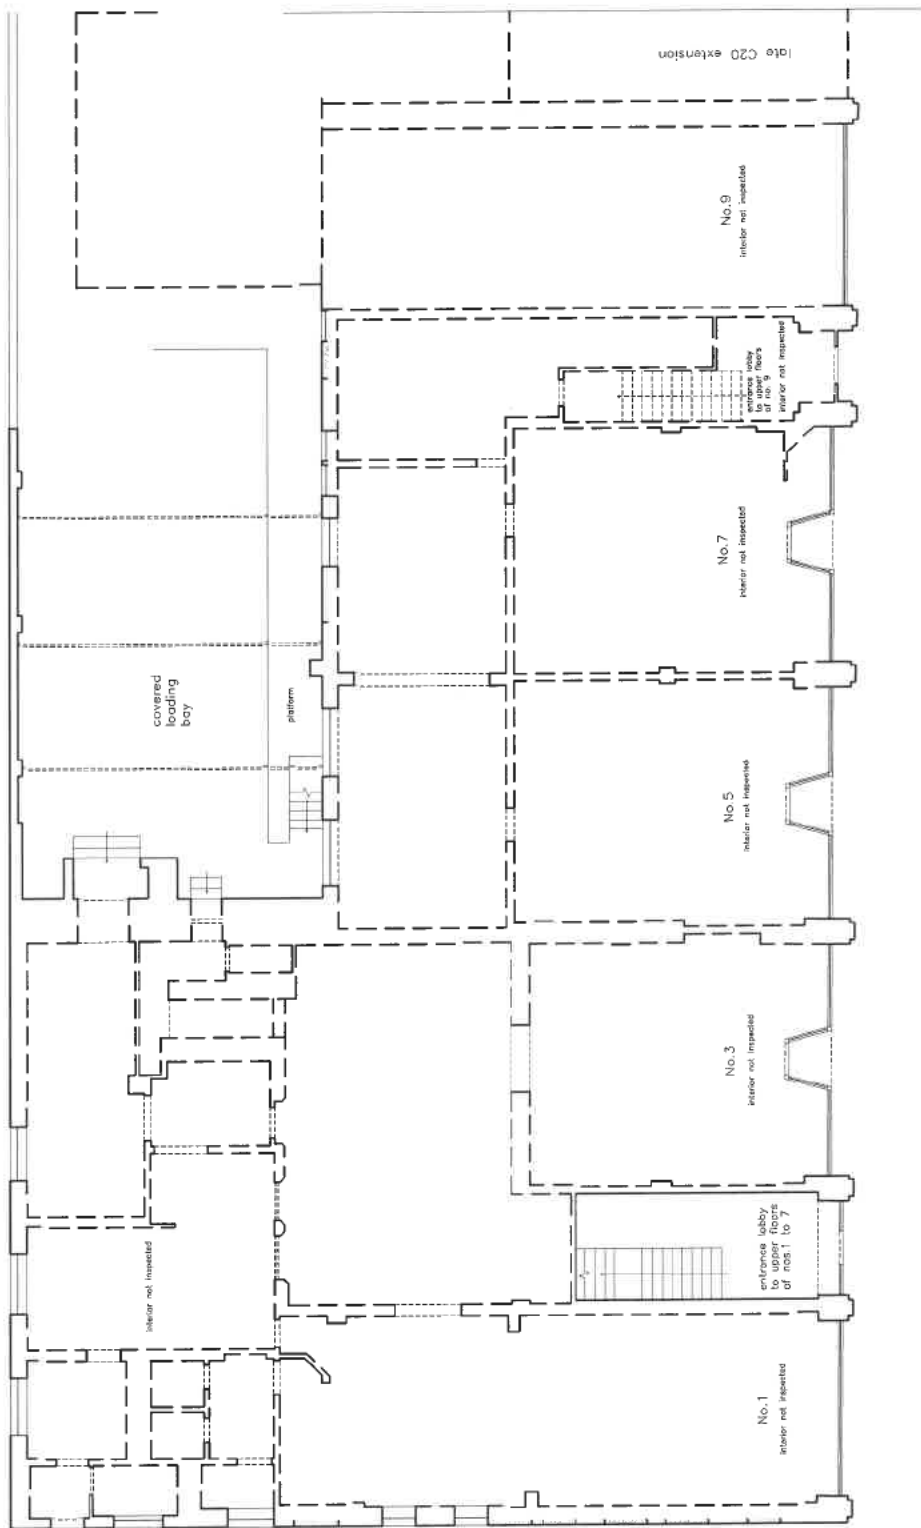 late C20 extension
No.9
interior not inspected
entrance lobby
to upper floors
of no. 9
interior not inspected
No.7
interior not inspected
covered
loading
bay
platform
No.5
interior not inspected
No.3
interior not inspected
entrance lobby
to upper floors
of nos.1 to 7
interior not inspected
No.1
interior not inspected